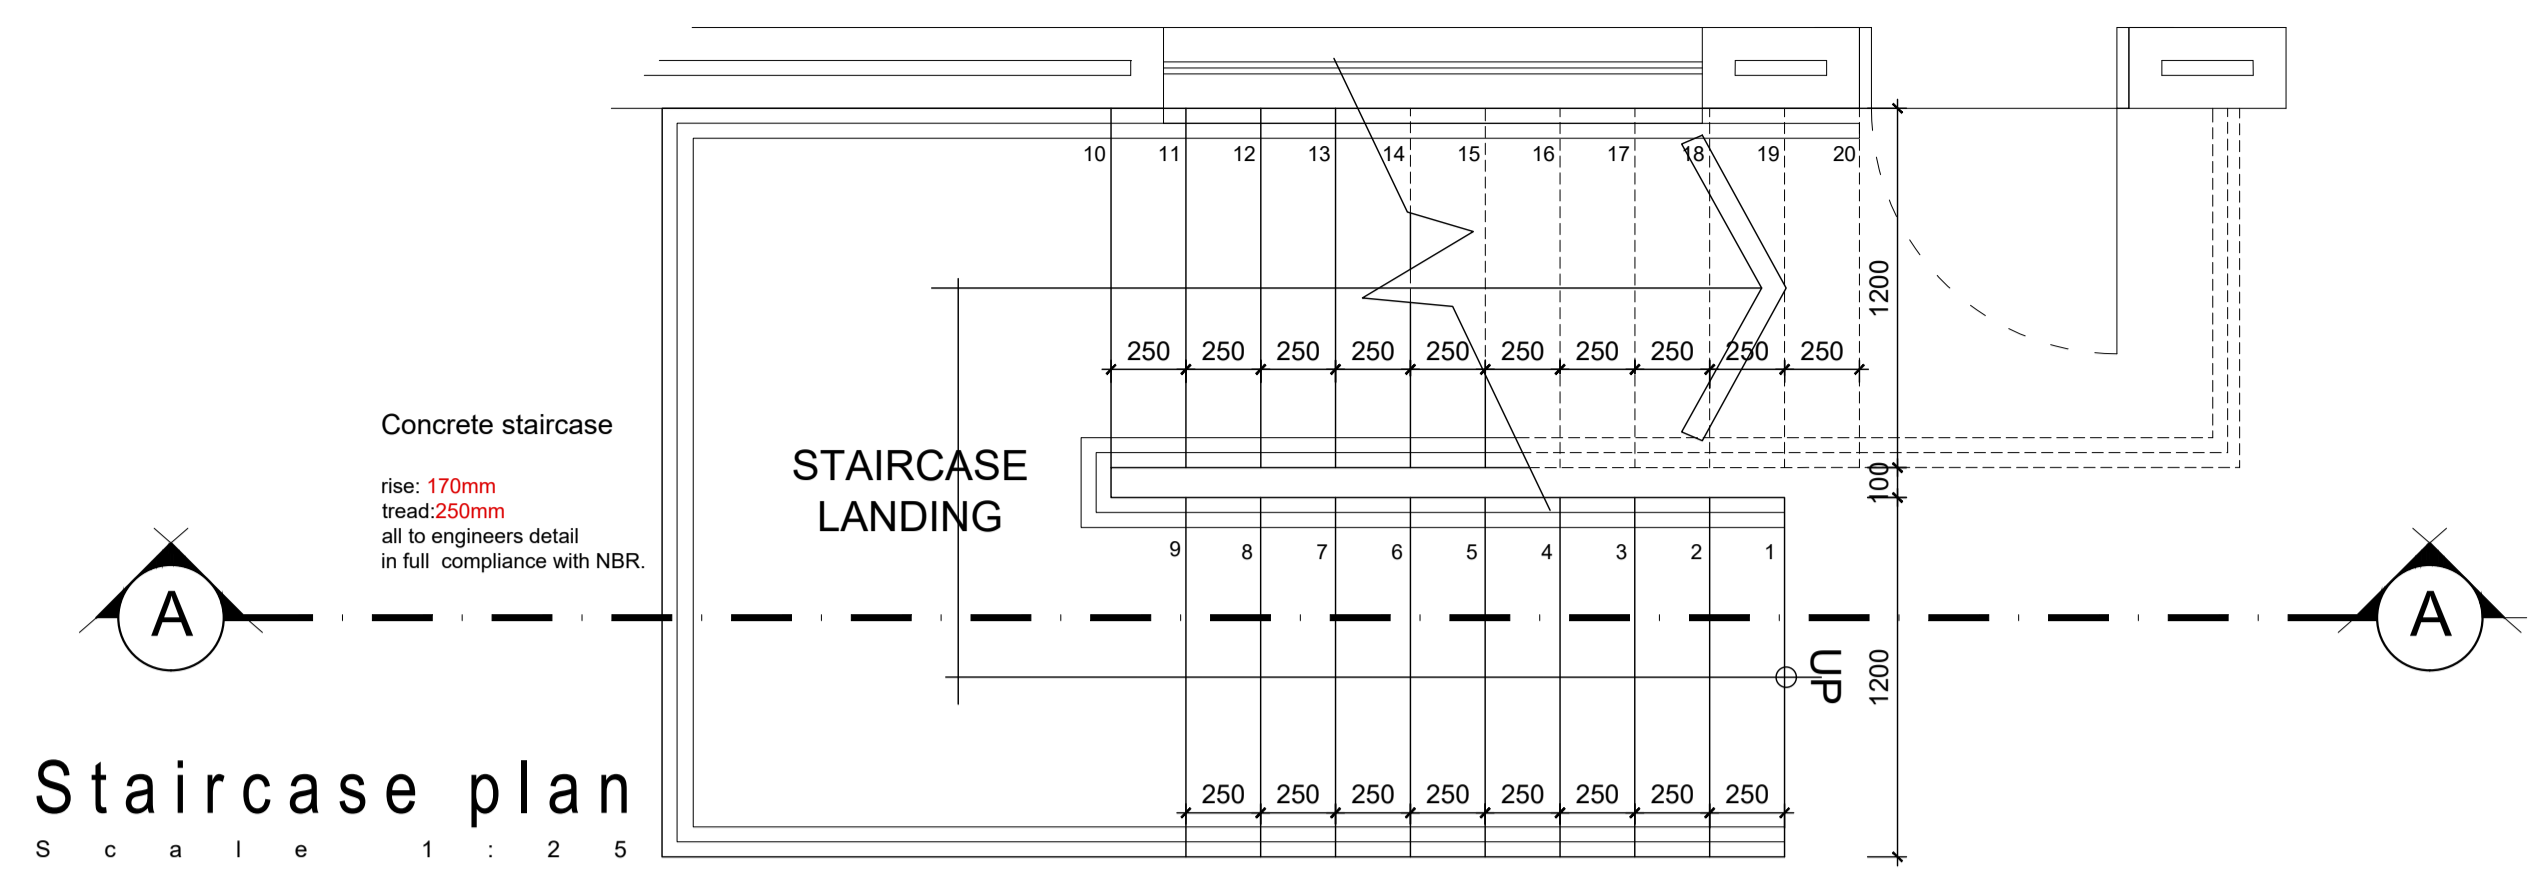 10 11 12 13 14 15 16 17 18 19 20
1200
250 250 250 250 250 250 250 250 250 250
Concrete staircase
rise: 170mm
tread:250mm
all to engineers detail
in full compliance with NBR.
STAIRCASE
LANDING
100
9 8 7 6 5 4 3 2 1
A
A
UP
1200
250 250 250 250 250 250 250 250
Staircase plan
Scale 1:25